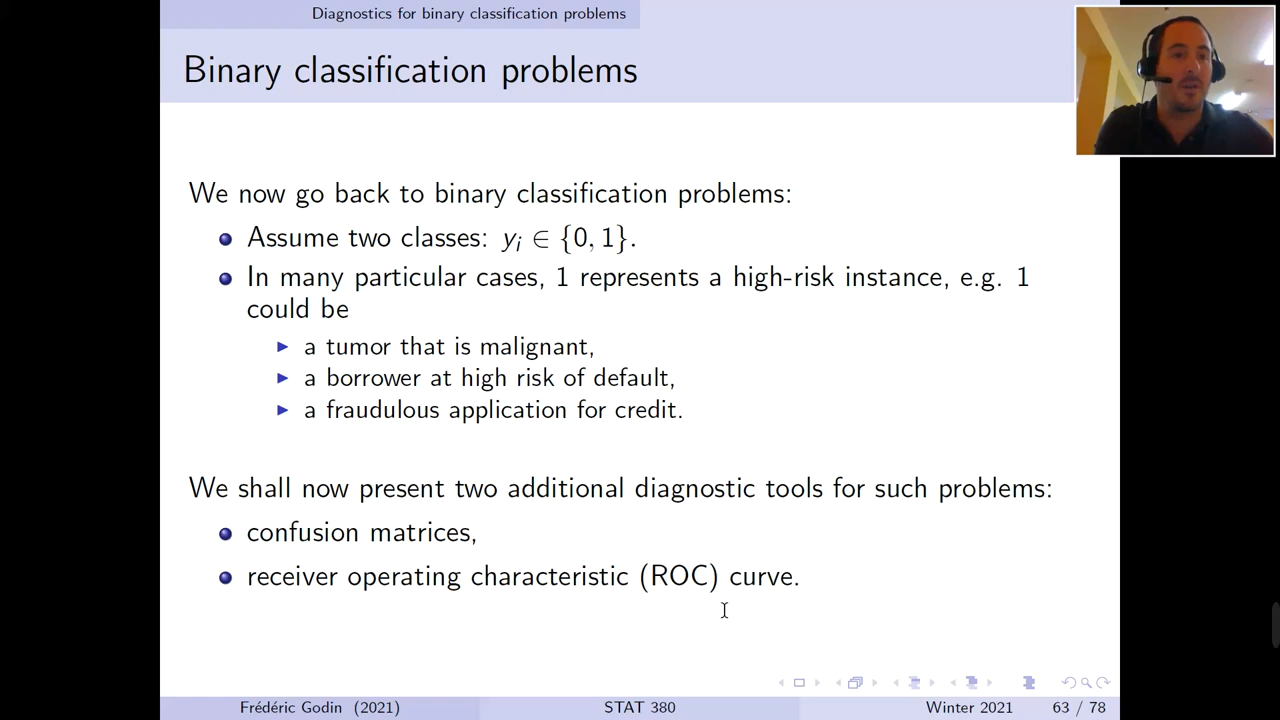 Diagnostics for binary classification problems
Binary classification problems
We now go back to binary classification problems:
Assume two classes: yᵢ ∈ {0, 1}.
In many particular cases, 1 represents a high-risk instance, e.g. 1
could be
a tumor that is malignant,
a borrower at high risk of default,
a fraudulous application for credit.
We shall now present two additional diagnostic tools for such problems:
confusion matrices,
receiver operating characteristic (ROC) curve.
Frédéric Godin (2021) STAT 380 Winter 2021 63 / 78